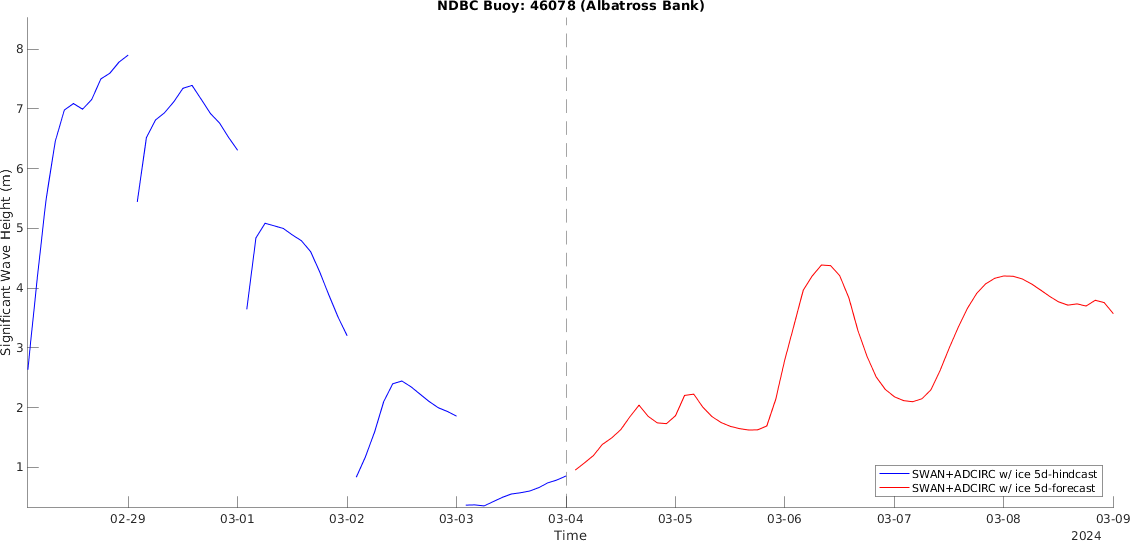 NDBC Buoy: 46078 (Albatross Bank)
Significant Wave Height (m)
8
7
6
5
4
3
2
1
SWAN+ADCIRC w/ ice 5d-hindcast
SWAN+ADCIRC w/ ice 5d-forecast
02-29 03-01 03-02 03-03 03-04 03-05 03-06 03-07 03-08 03-09
Time
2024